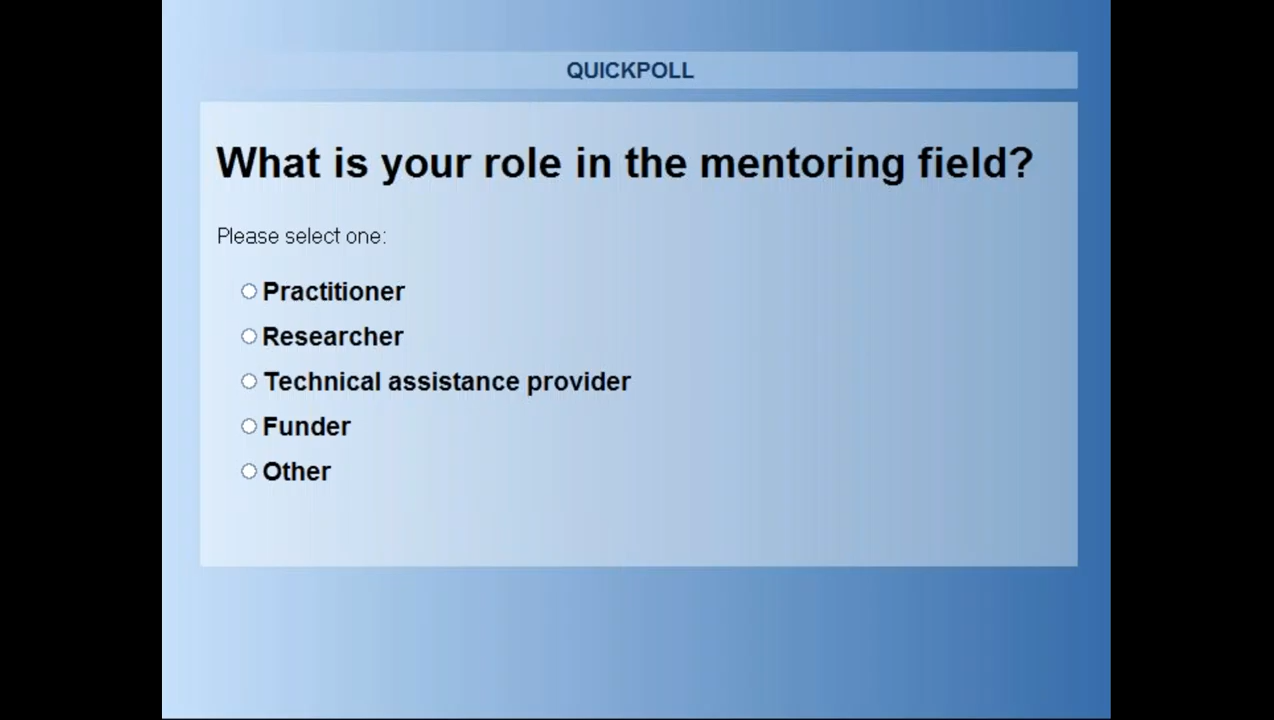 QUICKPOLL
What is your role in the mentoring field?
Please select one:
Practitioner
Researcher
Technical assistance provider
Funder
Other